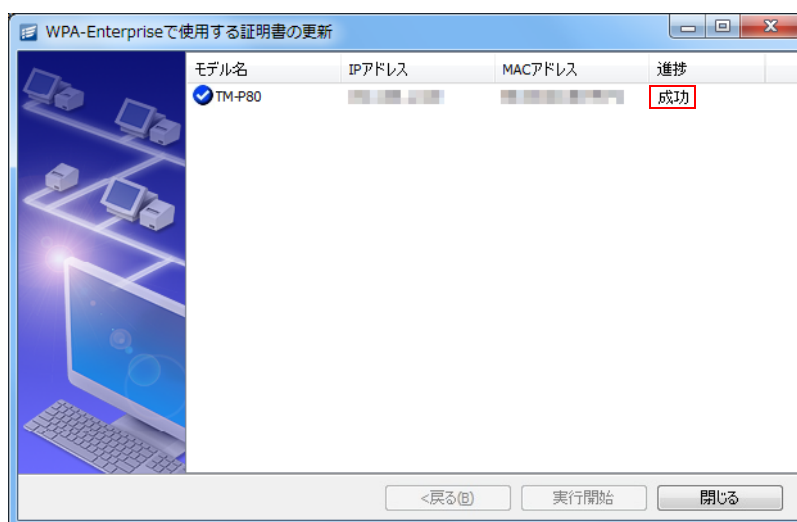 WPA-Enterpriseで使用する証明書の更新
モデル名 IPアドレス MACアドレス 進捗
TM-P80 成功
<戻る(B) 実行開始 閉じる